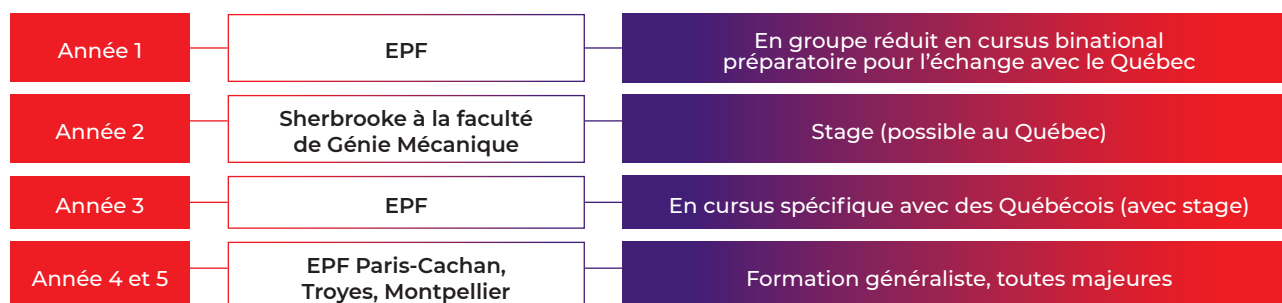 Année 1
EPF
En groupe réduit en cursus binational
préparatoire pour l’échange avec le Québec
Année 2
Sherbrooke à la faculté
de Génie Mécanique
Stage (possible au Québec)
Année 3
EPF
En cursus spécifique avec des Québécois (avec stage)
Année 4 et 5
EPF Paris-Cachan,
Troyes, Montpellier
Formation généraliste, toutes majeures